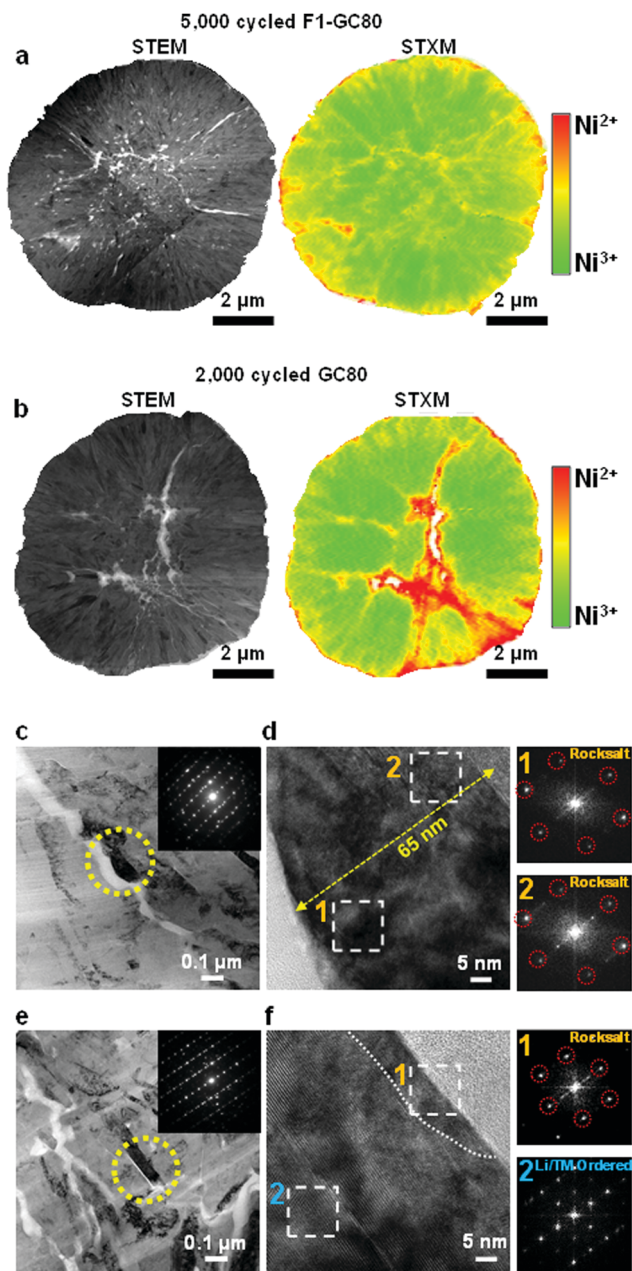 5,000 cycled F1-GC80
STEM STXM
a
Ni2+
Ni3+
2 µm 2 µm
2,000 cycled GC80
STEM STXM
b
Ni2+
Ni3+
2 µm 2 µm
c d
1 Rocksalt
2
65 nm
1
2 Rocksalt
0.1 µm 5 nm
e f
1 Rocksalt
1
2
2 Li/TM Ordered
0.1 µm 5 nm